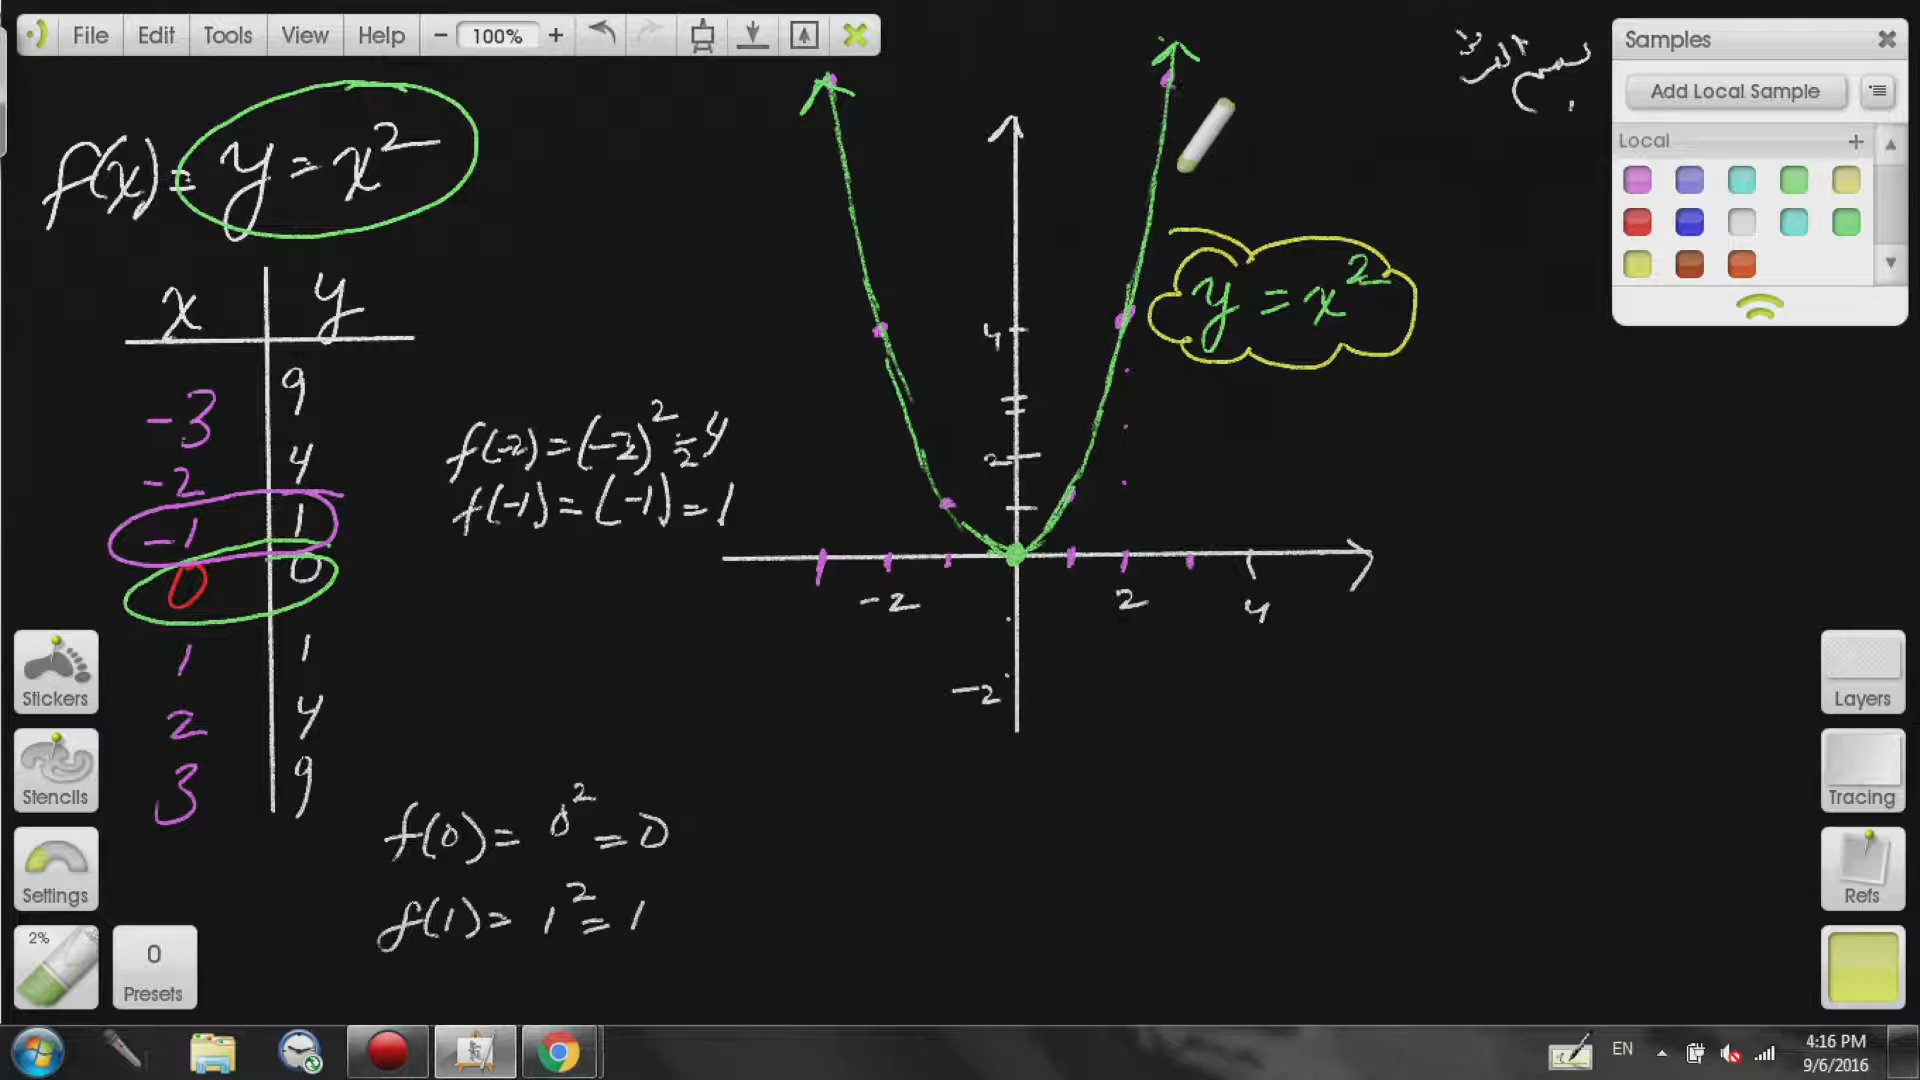 File Edit Tools View Help − 100% +
Samples
Add Local Sample
Local
f(x) = y = x²
x y
-3 9
-2 4
-1 1
0 0
1 1
2 4
3 9
f(-2) = (-2)² = 4
2
f(-1) = (-1) = 1
f(0) = 0² = 0
f(1) = 1² = 1
y = x²
4
2
-2 2 4
-2
Stickers
Stencils
Settings
2%
0
Presets
Layers
Tracing
Refs
EN
4:16 PM
9/6/2016